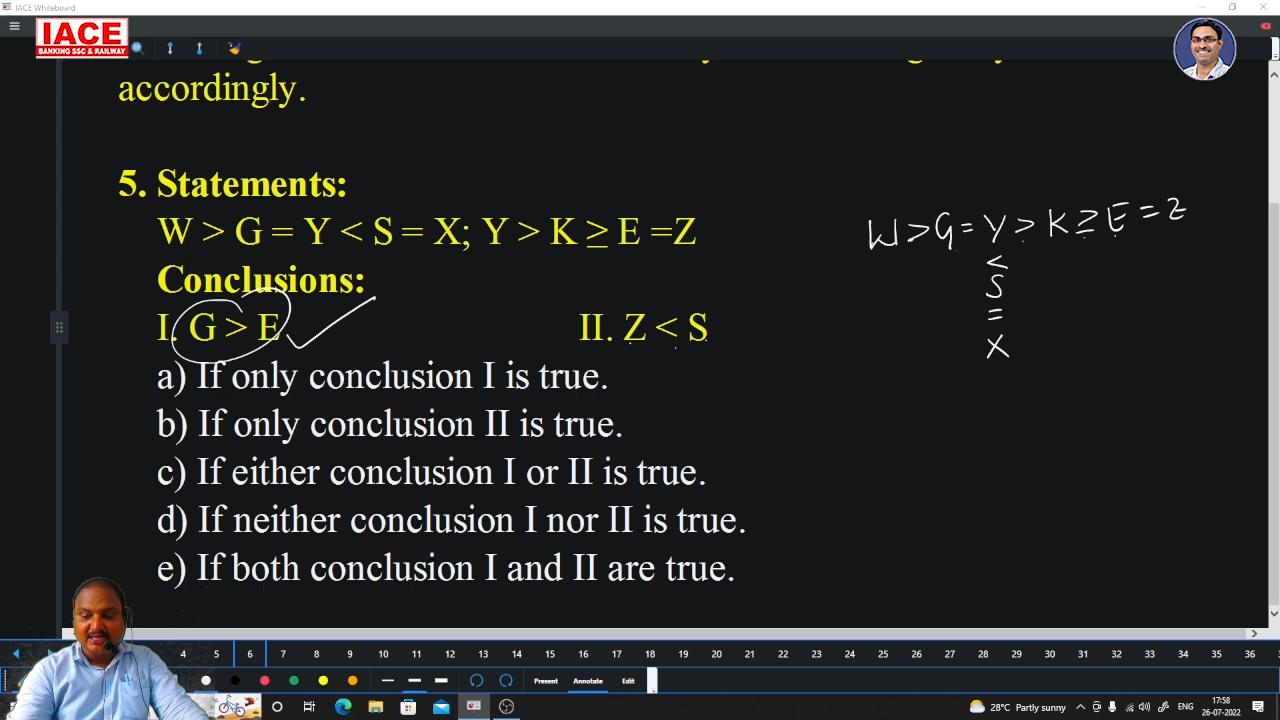 IACE Whiteboard
IACE
BANKING SSC & RAILWAY
accordingly.
5. Statements:
W > G = Y < S = X; Y > K ≥ E =Z
Conclusions:
I. G > E II. Z < S
a) If only conclusion I is true.
b) If only conclusion II is true.
c) If either conclusion I or II is true.
d) If neither conclusion I nor II is true.
e) If both conclusion I and II are true.
W > G = Y > K ≥ E = Z
<
S
=
X
4 5 6 7 8 9 10 11 12 13 14 15 16 17 18 19 20 21 22 23 24 25 26 27 28 29 30 31 32 33 34 35 36
Present Annotate Edit
28°C Partly sunny ENG 17:58
26-07-2022